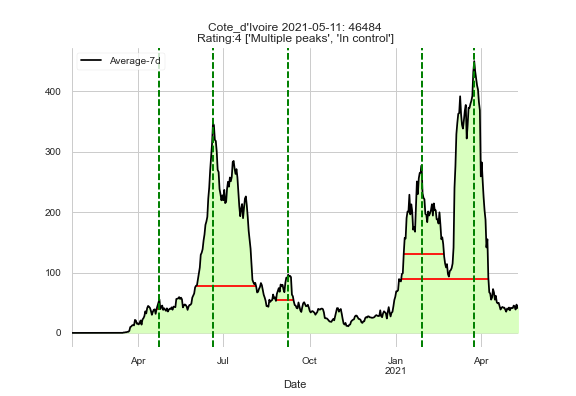 Cote_d'Ivoire 2021-05-11: 46484
Rating:4 ['Multiple peaks', 'In control']
Average-7d
400
300
200
100
0
Apr
Jul
Oct
Jan
2021
Apr
Date